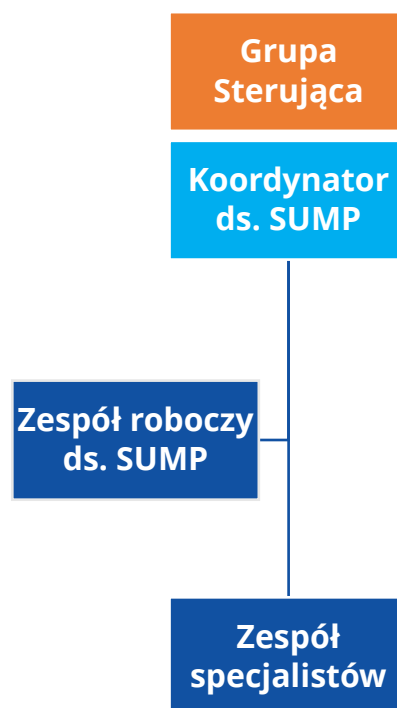 Grupa
Sterująca
Koordynator
ds. SUMP
Zespół roboczy
ds. SUMP
Zespół
specjalistów